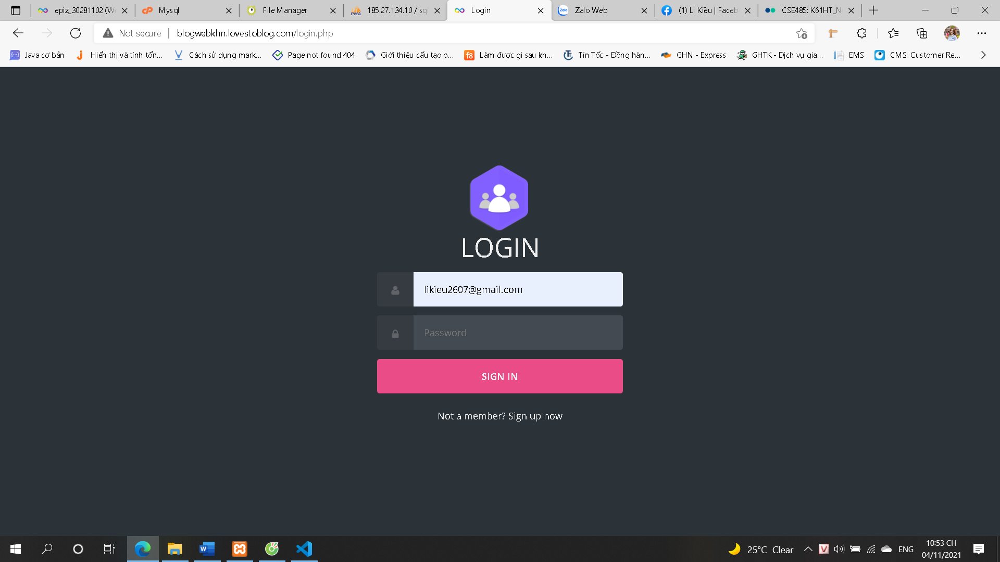 epiz_30281102 (We
Mysql
File Manager
185.27.134.10 / sql
Login
Zalo Web
(1) Li Kiều | Faceb
CSE485: K61HT_N
Not secure
blogwebkhn.lovestoblog.com/login.php
Java cơ bản
Hiển thị và tính tổn...
Cách sử dụng mark...
Page not found 404
Giới thiệu cấu tạo p...
Làm được gì sau kh...
Tín Tốc - Đồng hàn...
GHN - Express
GHTK - Dịch vụ gia...
EMS
CMS: Customer Re...
LOGIN
likieu2607@gmail.com
Password
SIGN IN
Not a member? Sign up now
25°C Clear
ENG
10:53 CH
04/11/2021